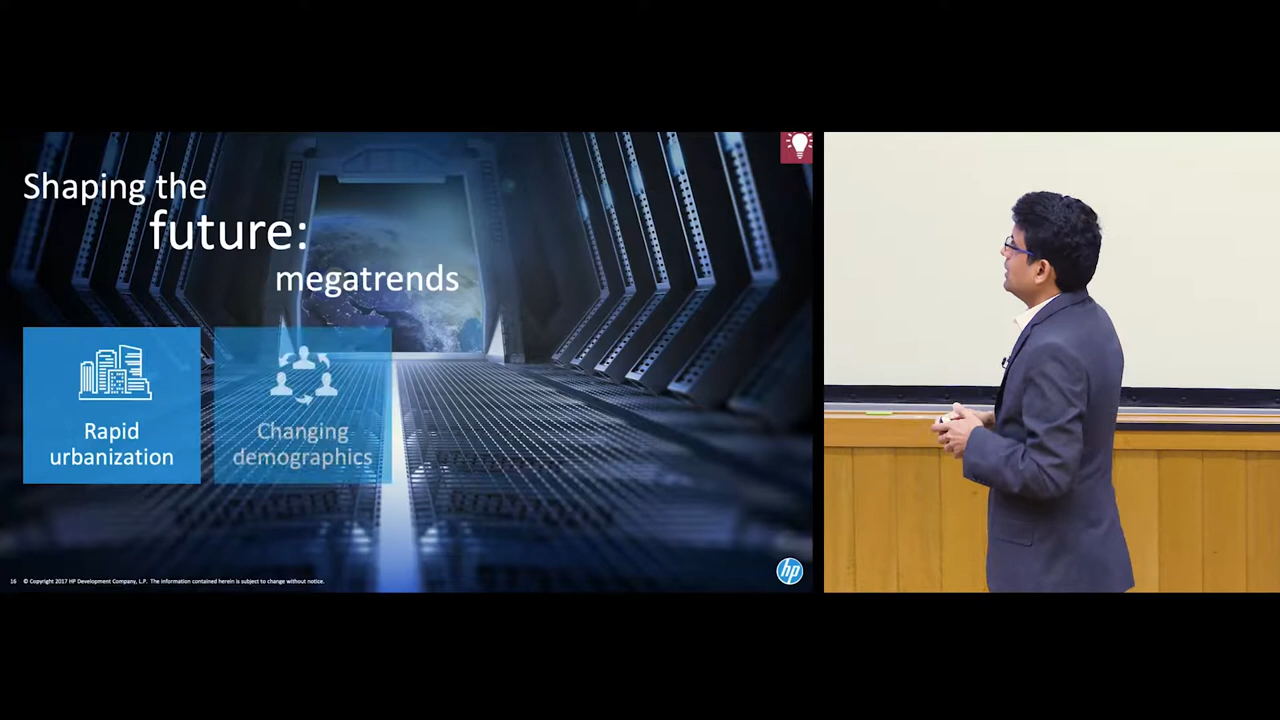 Shaping the
future:
megatrends
Rapid
urbanization
Changing
demographics
16 © Copyright 2017 HP Development Company, L.P. The information contained herein is subject to change without notice.
hp